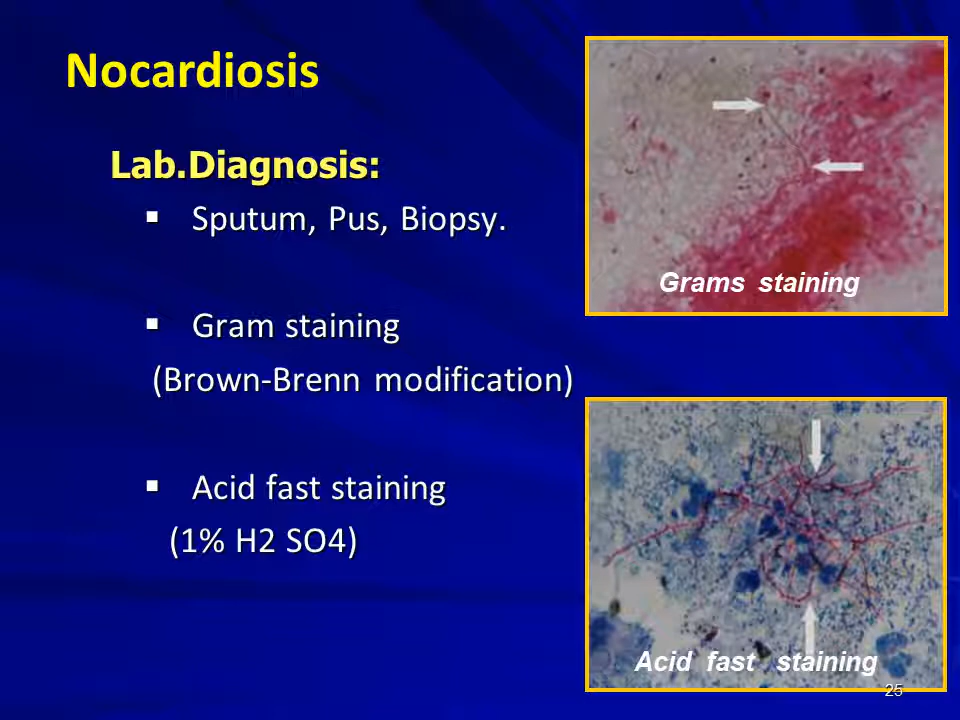 Nocardiosis
Lab.Diagnosis:
▪ Sputum, Pus, Biopsy.
▪ Gram staining
(Brown-Brenn modification)
▪ Acid fast staining
(1% H2 SO4)
Grams staining
Acid fast staining
25